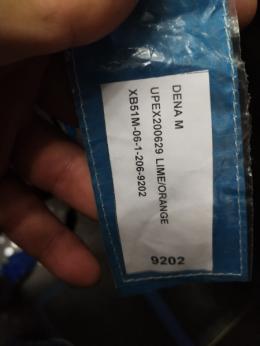 DENA M
UPEX200629 LIME/ORANGE
XB51M-06-1-206-9202
9202